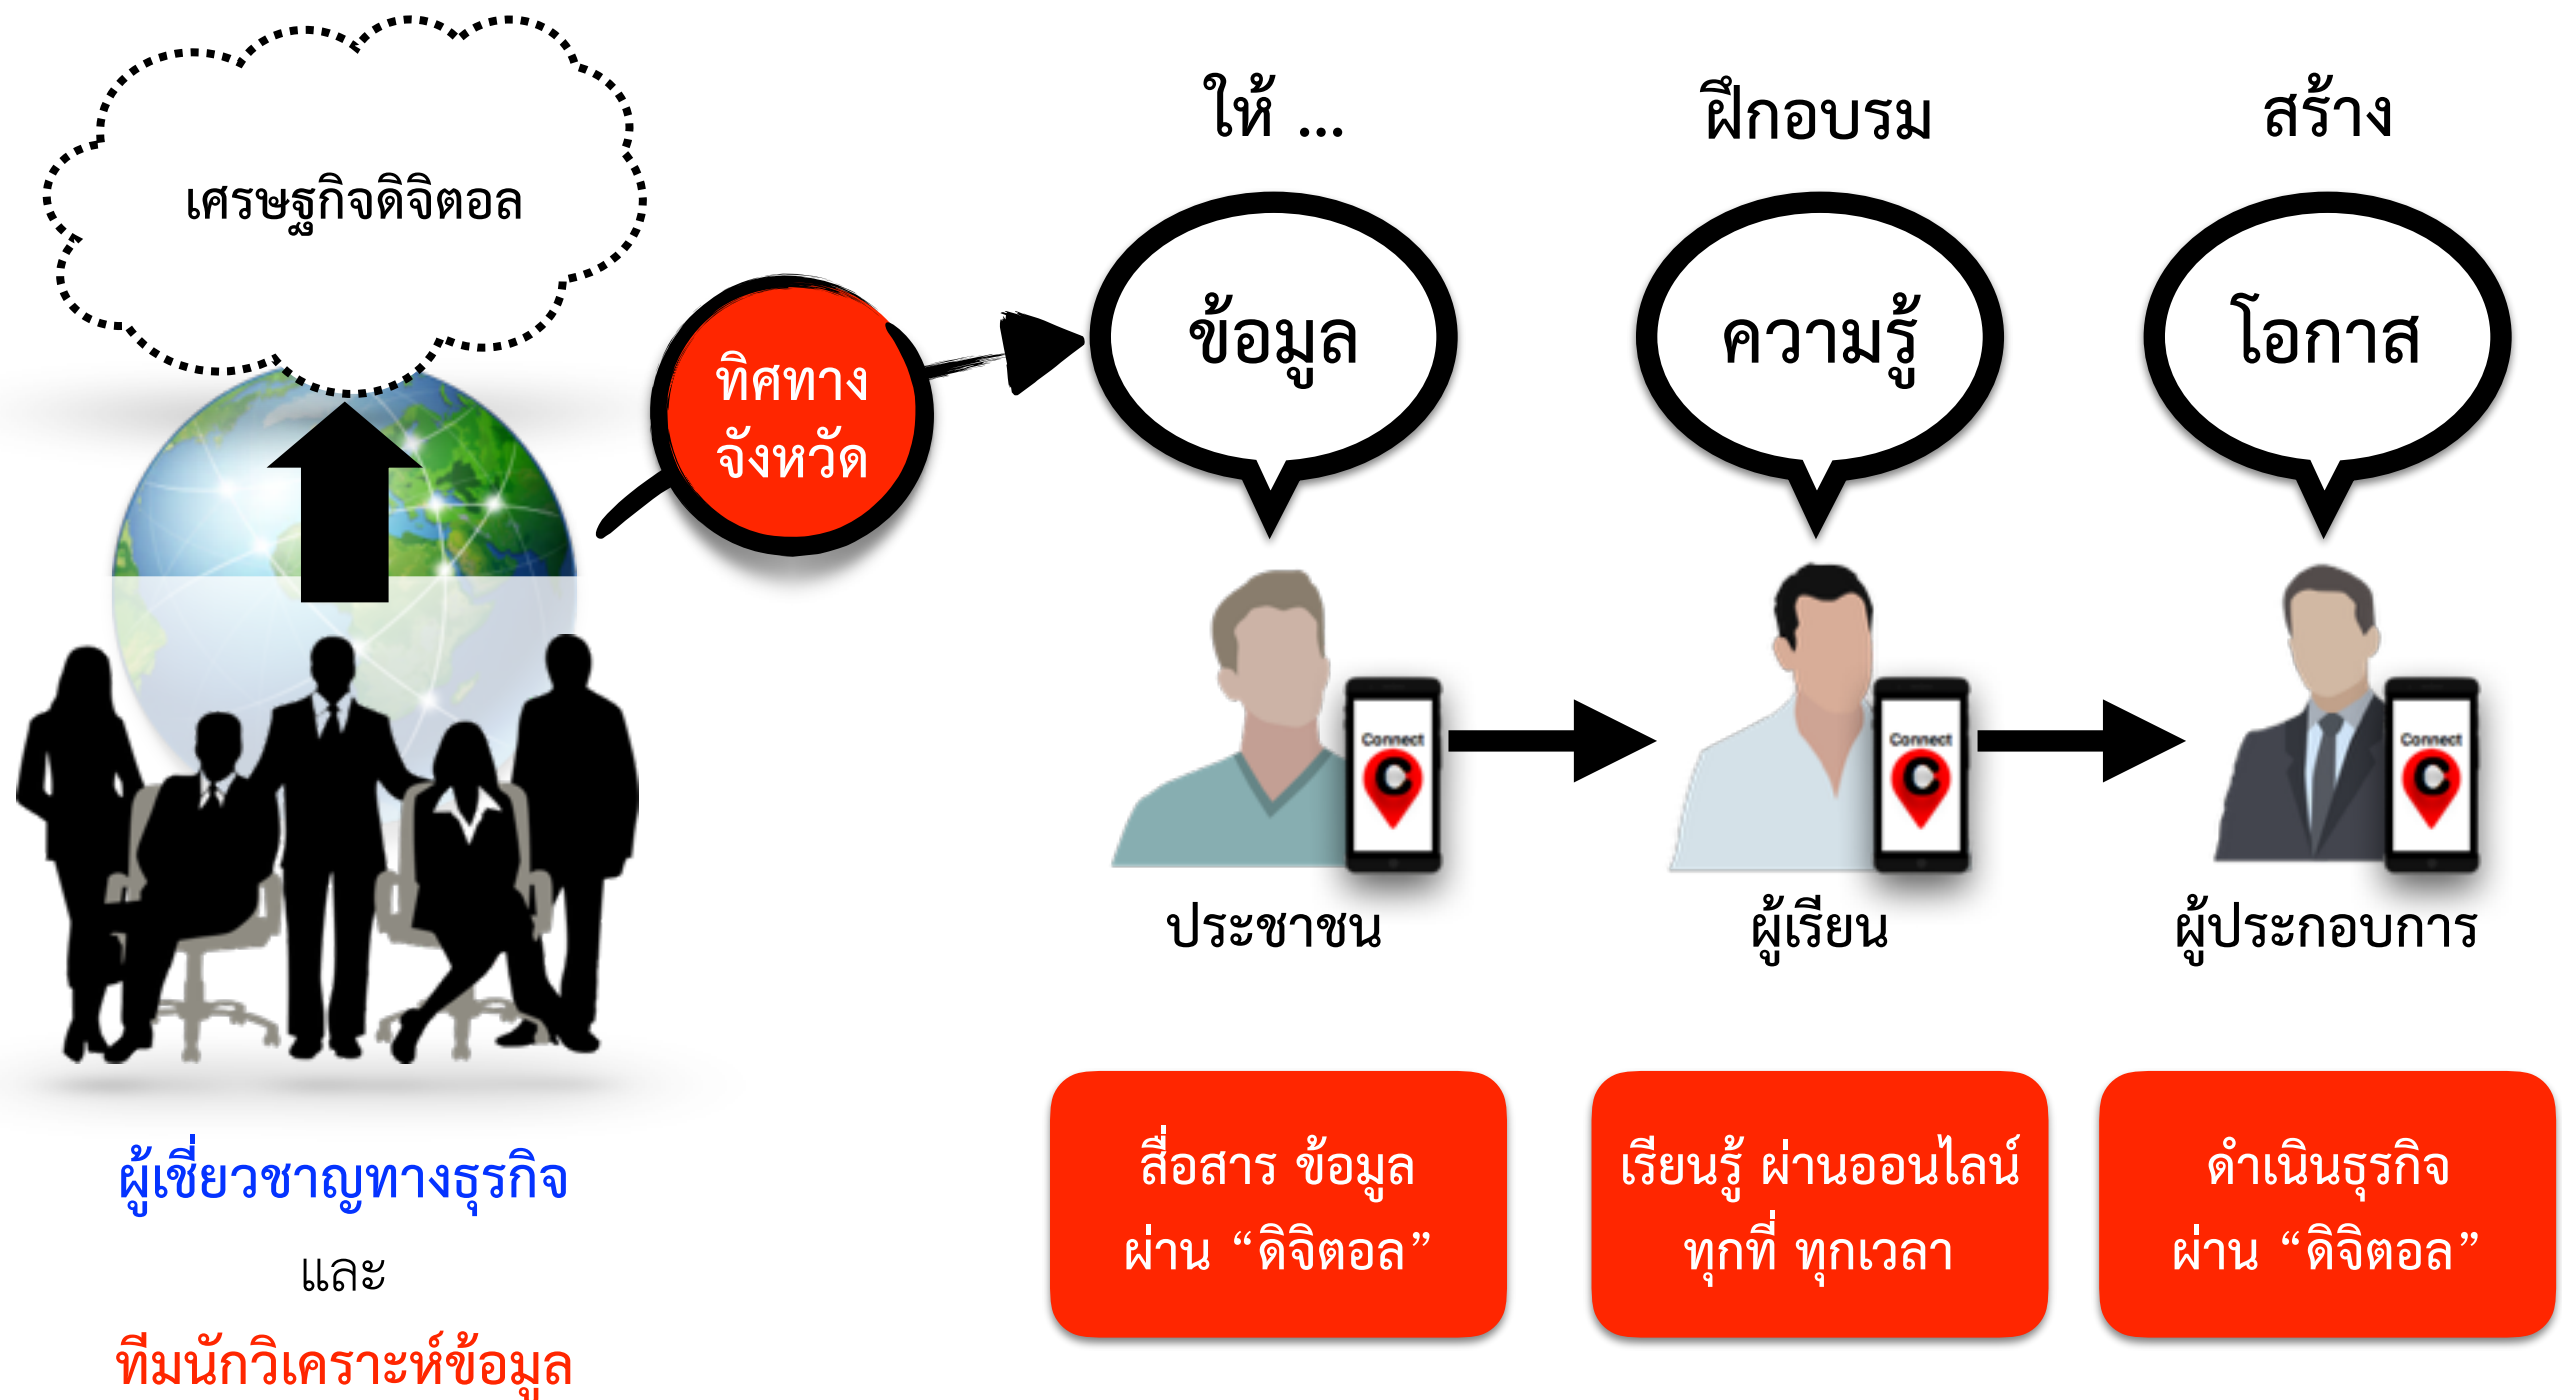 เศรษฐกิจดิจิตอล
ทิศทาง
จังหวัด
ผู้เชี่ยวชาญทางธุรกิจ
และ
ทีมนักวิเคราะห์ข้อมูล
ให้ ...
ข้อมูล
Connect
ประชาชน
สื่อสาร ข้อมูล
ผ่าน “ดิจิตอล”
ฝึกอบรม
ความรู้
Connect
ผู้เรียน
เรียนรู้ ผ่านออนไลน์
ทุกที่ ทุกเวลา
สร้าง
โอกาส
Connect
ผู้ประกอบการ
ดำเนินธุรกิจ
ผ่าน “ดิจิตอล”